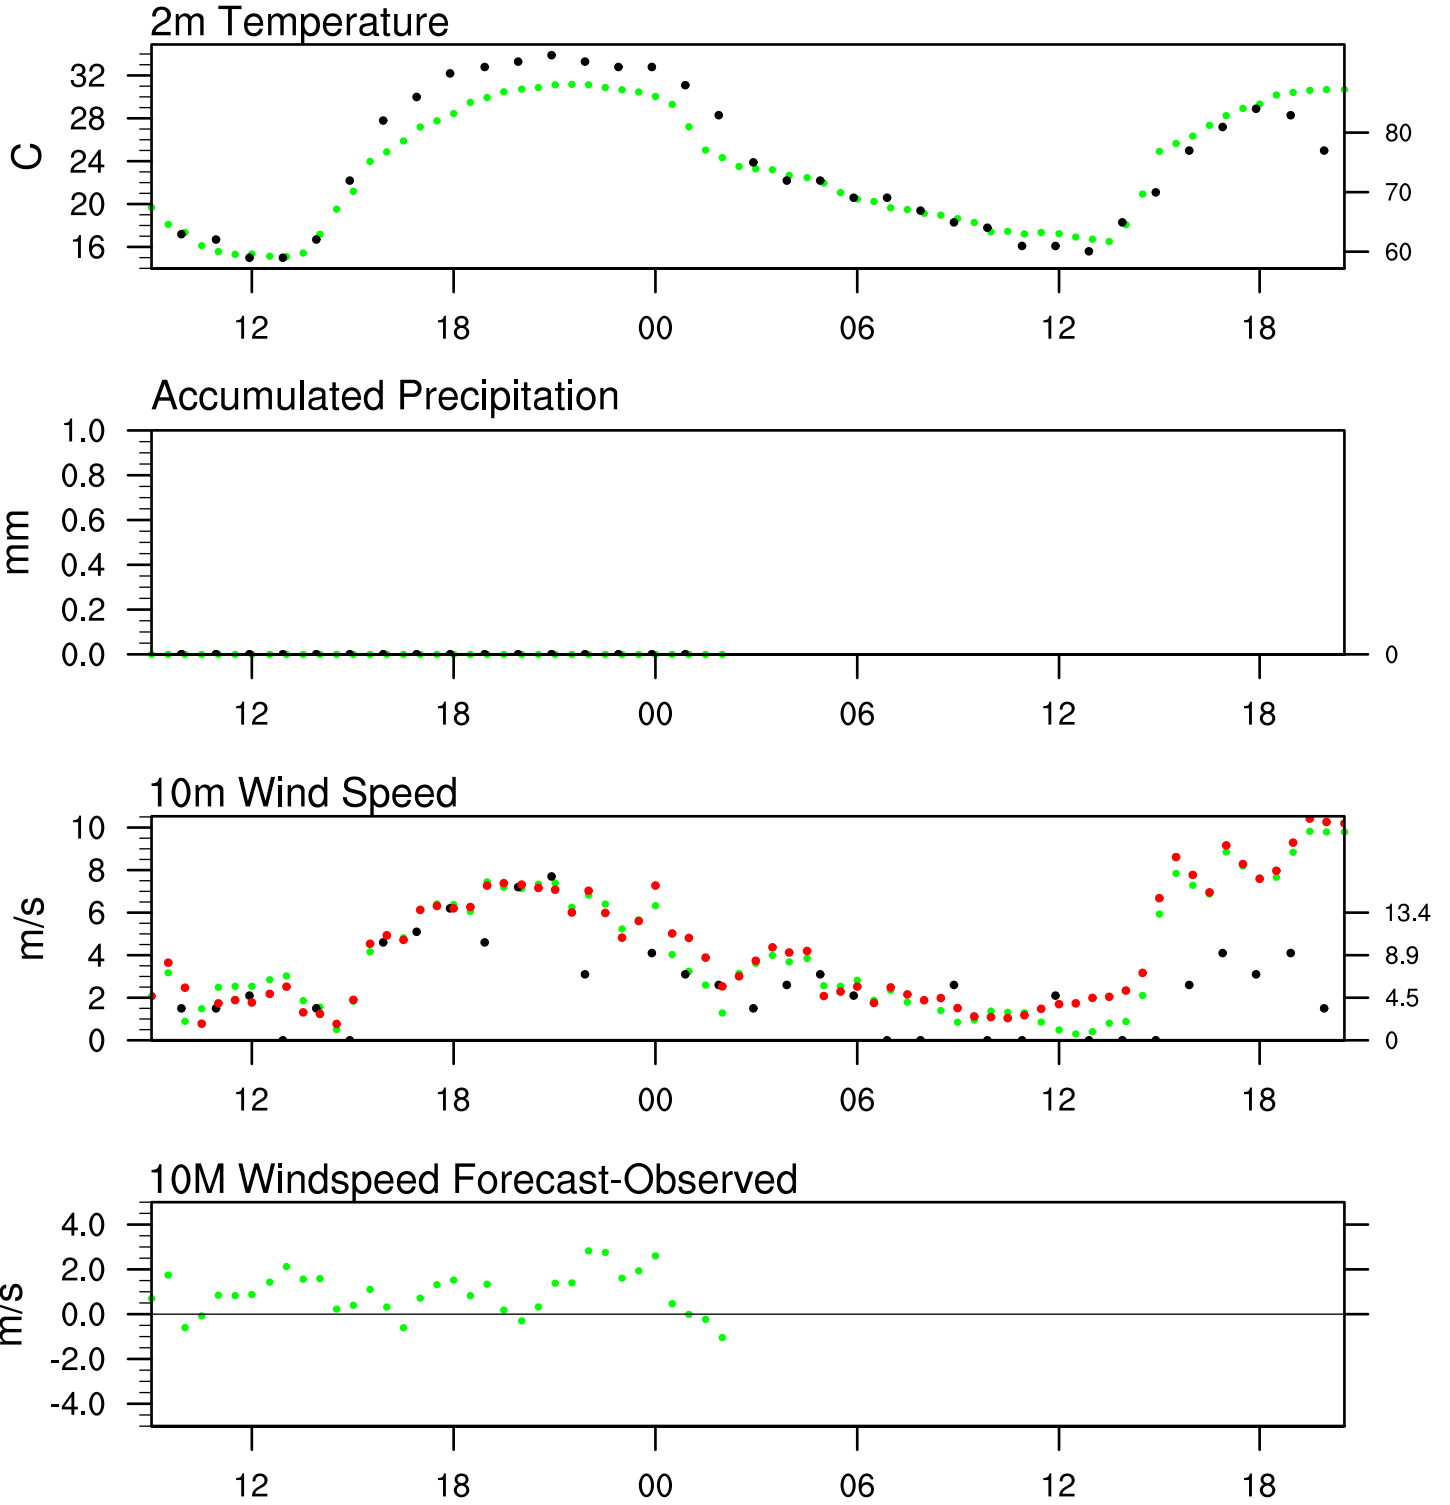 2m Temperature
C
32
28
24
20
16
80
70
60
12 18 00 06 12 18
Accumulated Precipitation
mm
1.0
0.8
0.6
0.4
0.2
0.0
0
12 18 00 06 12 18
10m Wind Speed
m/s
10
8
6
4
2
0
13.4
8.9
4.5
0
12 18 00 06 12 18
10M Windspeed Forecast-Observed
m/s
4.0
2.0
0.0
-2.0
-4.0
12 18 00 06 12 18